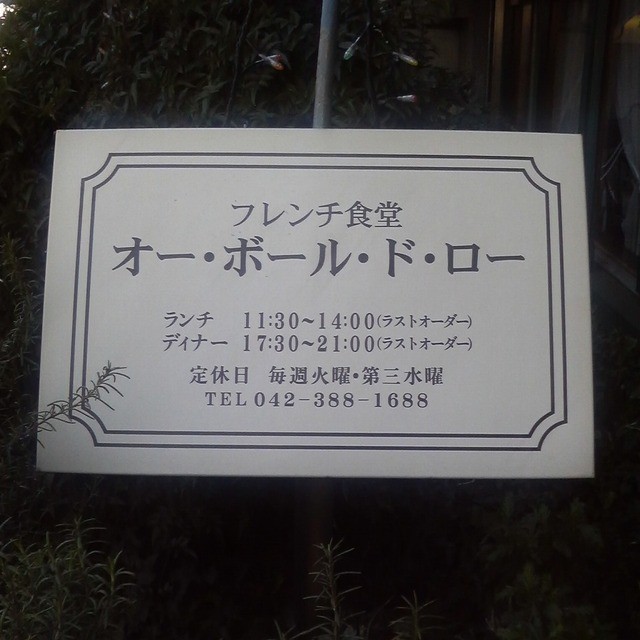 フレンチ食堂
オー・ボール・ド・ロー
ランチ 11:30～14:00(ラストオーダー)
ディナー 17:30～21:00(ラストオーダー)
定休日 毎週火曜・第三水曜
TEL 042-388-1688